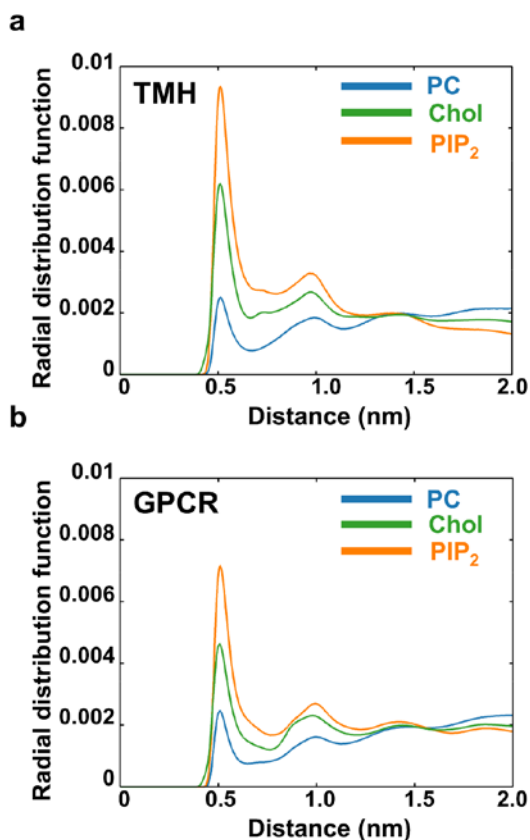 a
0.01
TMH
PC
Chol
PIP₂
0.008
0.006
0.004
0.002
0
Radial distribution function
0
0.5
1.0
1.5
2.0
Distance (nm)
b
0.01
GPCR
PC
Chol
PIP₂
0.008
0.006
0.004
0.002
0
Radial distribution function
0
0.5
1.0
1.5
2.0
Distance (nm)